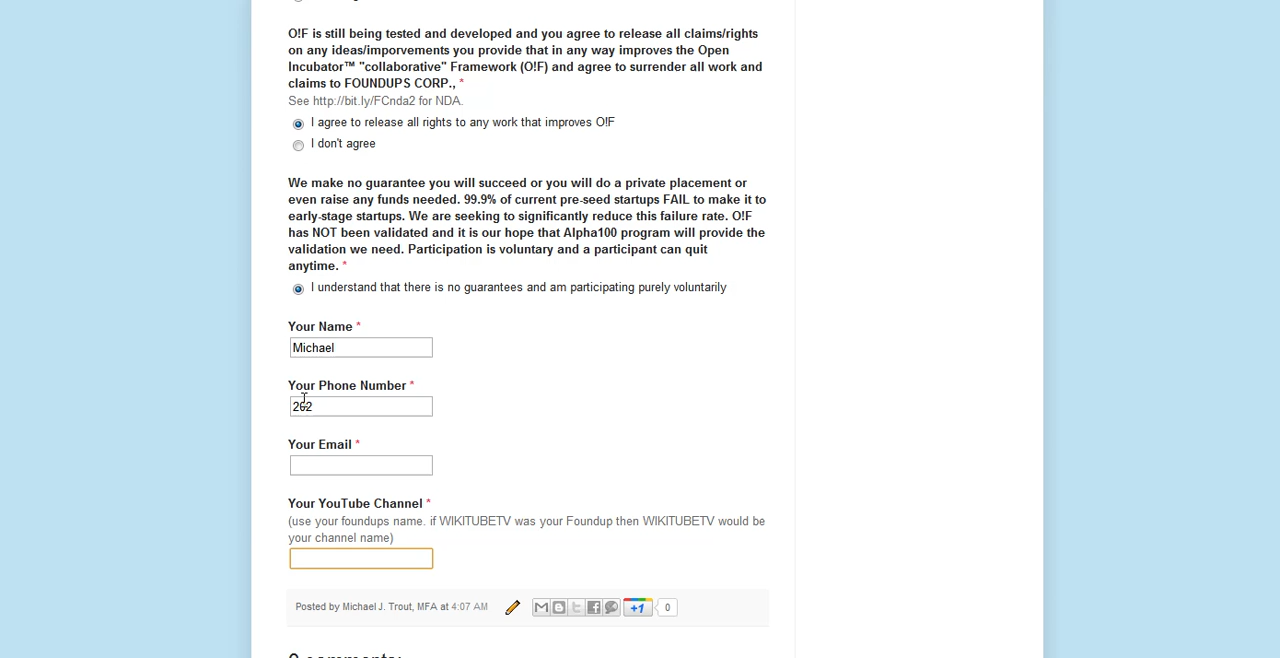 O!F is still being tested and developed and you agree to release all claims/rights
on any ideas/imporvements you provide that in any way improves the Open
Incubator™ "collaborative" Framework (O!F) and agree to surrender all work and
claims to FOUNDUPS CORP., *
See http://bit.ly/FCnda2 for NDA.
I agree to release all rights to any work that improves O!F
I don't agree
We make no guarantee you will succeed or you will do a private placement or
even raise any funds needed. 99.9% of current pre-seed startups FAIL to make it to
early-stage startups. We are seeking to significantly reduce this failure rate. O!F
has NOT been validated and it is our hope that Alpha100 program will provide the
validation we need. Participation is voluntary and a participant can quit
anytime. *
I understand that there is no guarantees and am participating purely voluntarily
Your Name *
Michael
Your Phone Number *
202
Your Email *
Your YouTube Channel *
(use your foundups name. if WIKITUBETV was your Foundup then WIKITUBETV would be
your channel name)
Posted by Michael J. Trout, MFA at 4:07 AM
+1
0
0 comments: